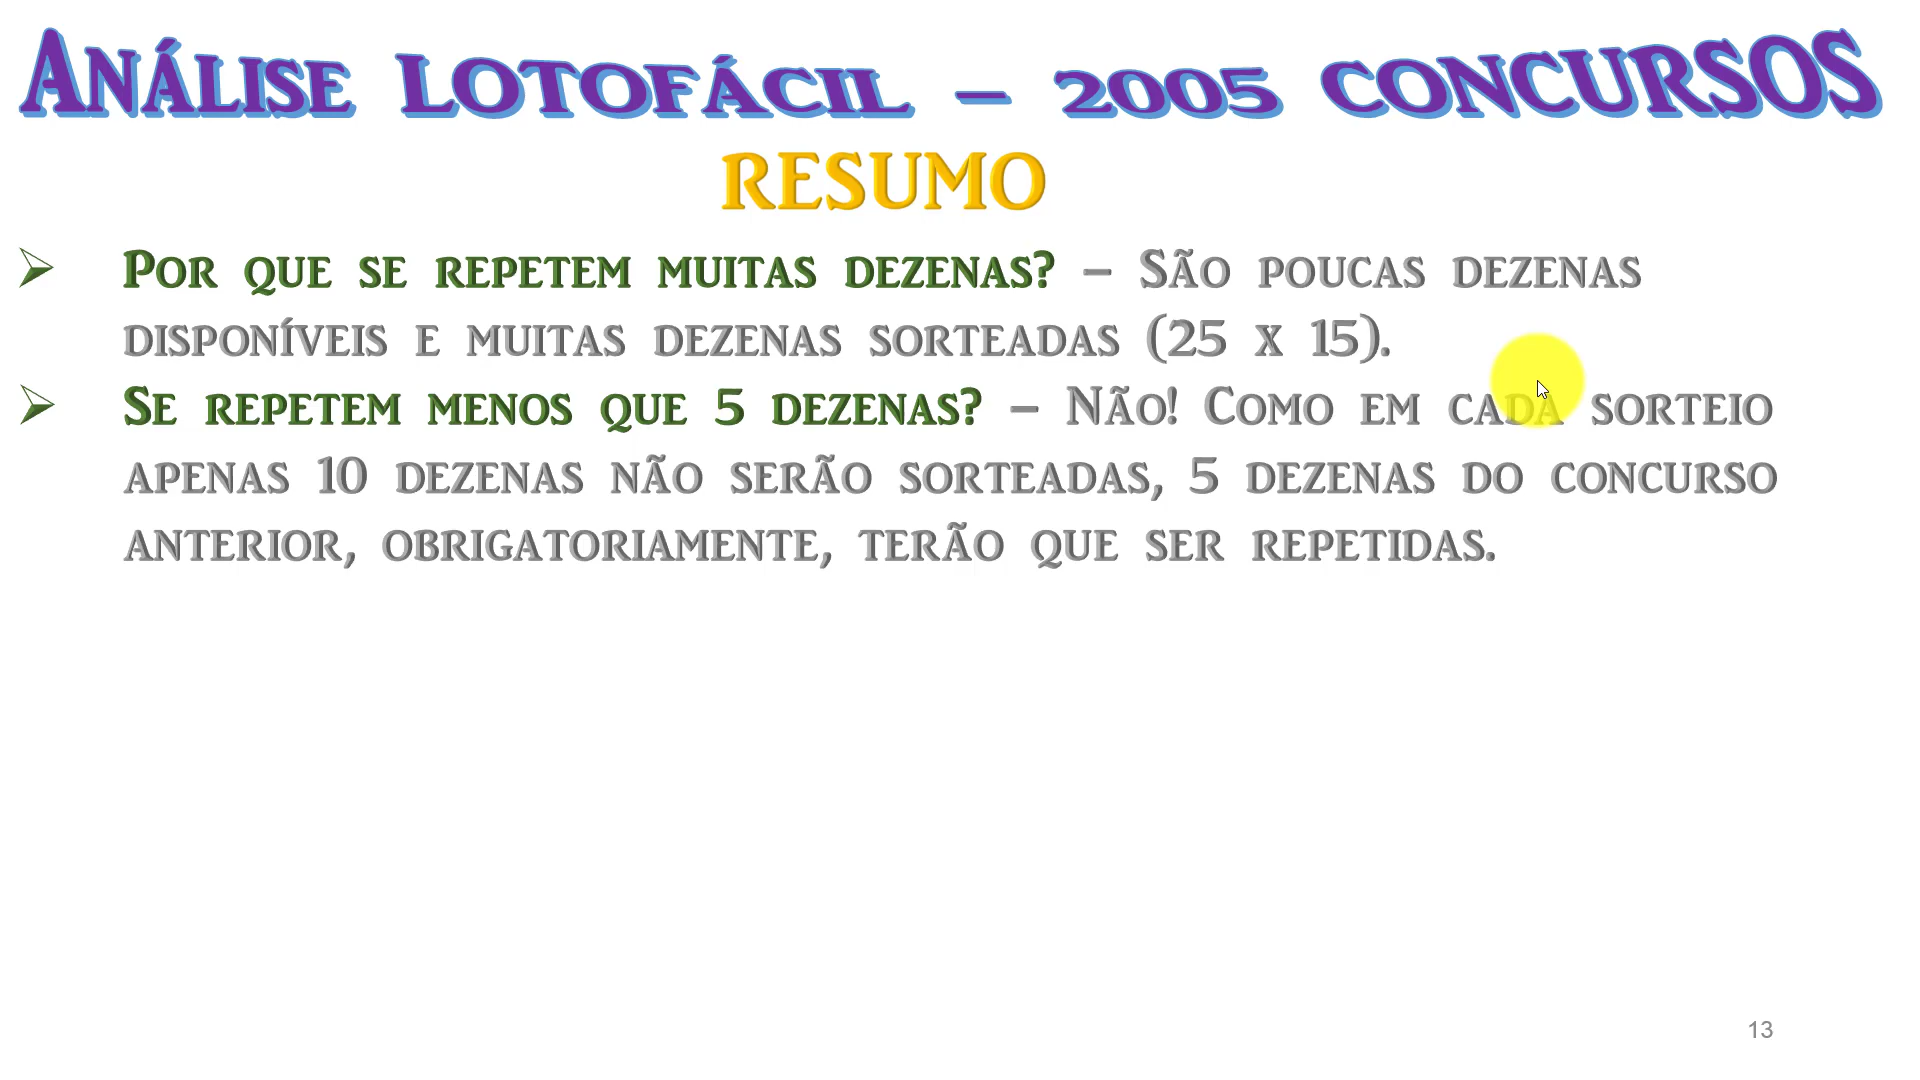 Análise Lotofácil – 2005 concursos
RESUMO
Por que se repetem muitas dezenas? – São poucas dezenas
disponíveis e muitas dezenas sorteadas (25 x 15).
Se repetem menos que 5 dezenas? – Não! Como em cada sorteio
apenas 10 dezenas não serão sorteadas, 5 dezenas do concurso
anterior, obrigatoriamente, terão que ser repetidas.
13